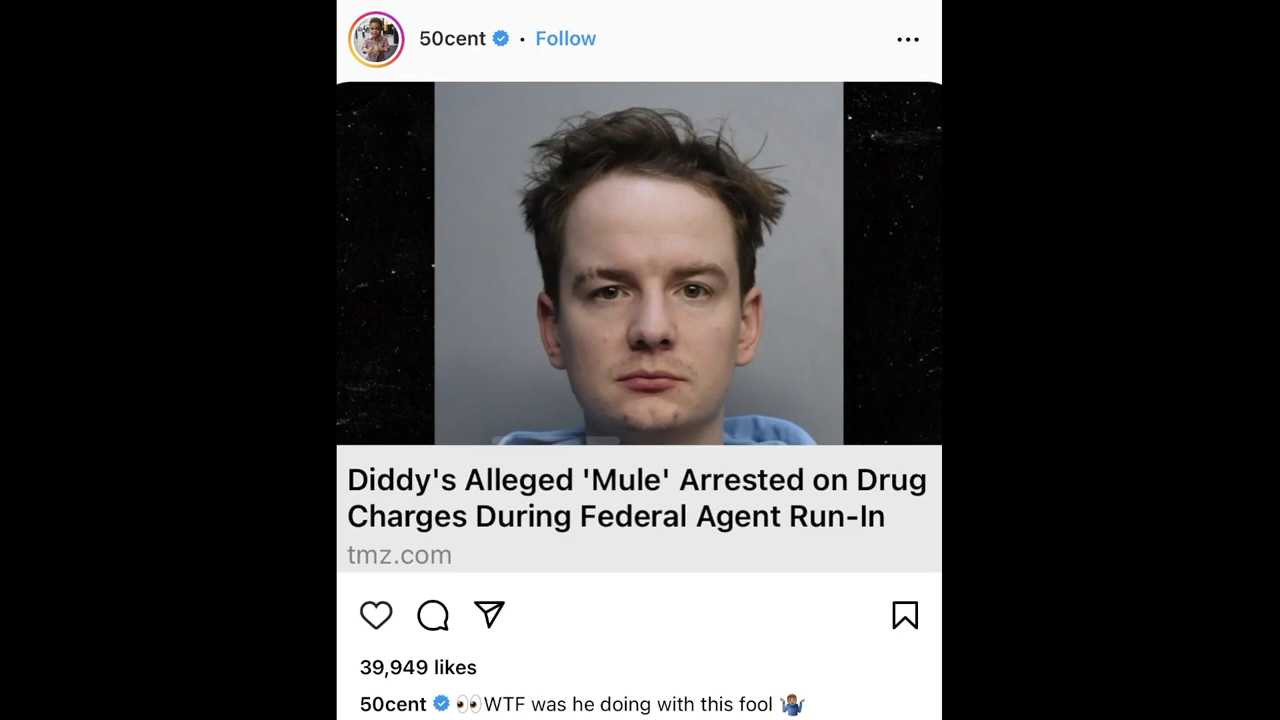 50cent • Follow
Diddy's Alleged 'Mule' Arrested on Drug
Charges During Federal Agent Run-In
tmz.com
39,949 likes
50cent 👀WTF was he doing with this fool 🤷🏽‍♂️